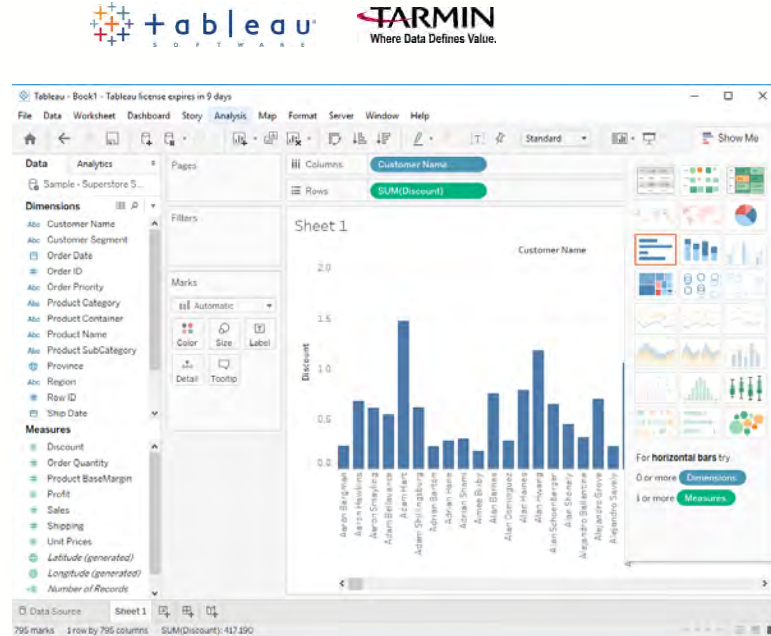 + a b l e a u
S O F T W A R E
TARMIN
Where Data Defines Value.
Tableau - Book1 - Tableau license expires in 9 days
File Data Worksheet Dashboard Story Analysis Map Format Server Window Help
Standard
Show Me
Data Analytics
Sample - Superstore S...
Dimensions
Abc Customer Name
Abc Customer Segment
Order Date
# Order ID
Abc Order Priority
Abc Product Category
Abc Product Container
Abc Product Name
Abc Product SubCategory
Province
Abc Region
# Row ID
Ship Date
Measures
# Discount
# Order Quantity
# Product BaseMargin
# Profit
# Sales
# Shipping
# Unit Prices
Latitude (generated)
Longitude (generated)
Number of Records
Pages
Filters
Marks
Automatic
Color Size Label
Detail Tooltip
Columns Customer Name
Rows SUM(Discount)
Sheet 1
Customer Name
2.0
1.5
1.0
0.5
0.0
Discount
Aaron Bergman
Aaron Hawkins
Aaron Smayling
Adam Bellavance
Adam Hart
Adam Shillingsburg
Adrian Barton
Adrian Hane
Adrian Shami
Aimee Bixby
Alan Barnes
Alan Dominguez
Alan Haines
Alan Hwang
Alan Schoenberger
Alan Shonely
Alejandro Ballentine
Alejandro Grove
Alejandro Savely
For horizontal bars try
0 or more Dimensions
1 or more Measures
Data Source Sheet 1
795 marks 1 row by 795 columns SUM(Discount): 417.190